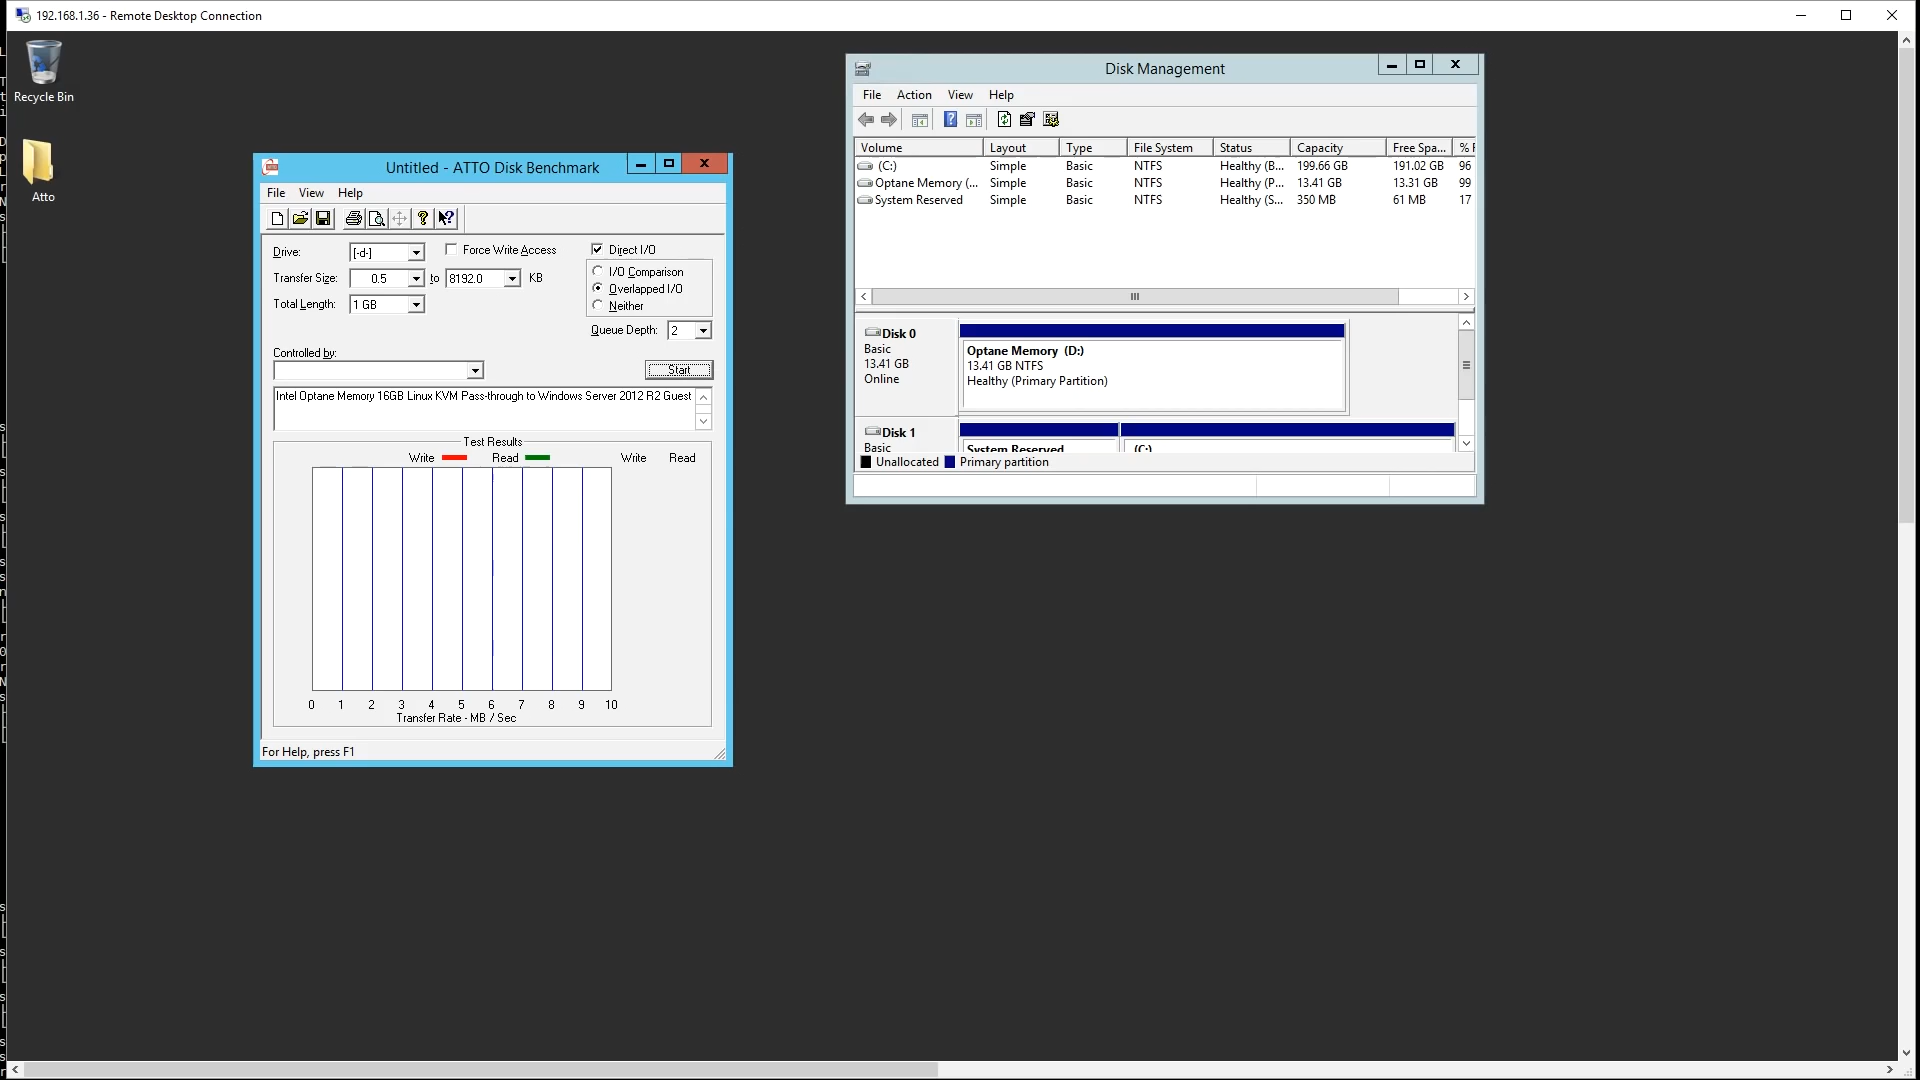 192.168.1.36 - Remote Desktop Connection
Recycle Bin
Atto
Untitled - ATTO Disk Benchmark
File View Help
Drive: [-d-] Force Write Access Direct I/O
Transfer Size: 0.5 to 8192.0 KB
I/O Comparison
Overlapped I/O
Neither
Total Length: 1 GB
Queue Depth: 2
Controlled by:
Start
Intel Optane Memory 16GB Linux KVM Pass-through to Windows Server 2012 R2 Guest
Test Results
Write Read Write Read
0 1 2 3 4 5 6 7 8 9 10
Transfer Rate - MB / Sec
For Help, press F1
Disk Management
File Action View Help
Volume Layout Type File System Status Capacity Free Spa... % F
(C:) Simple Basic NTFS Healthy (B... 199.66 GB 191.02 GB 96
Optane Memory (... Simple Basic NTFS Healthy (P... 13.41 GB 13.31 GB 99
System Reserved Simple Basic NTFS Healthy (S... 350 MB 61 MB 17
Disk 0
Basic
13.41 GB
Online
Optane Memory (D:)
13.41 GB NTFS
Healthy (Primary Partition)
Disk 1
Basic
System Reserved (C:)
Unallocated Primary partition